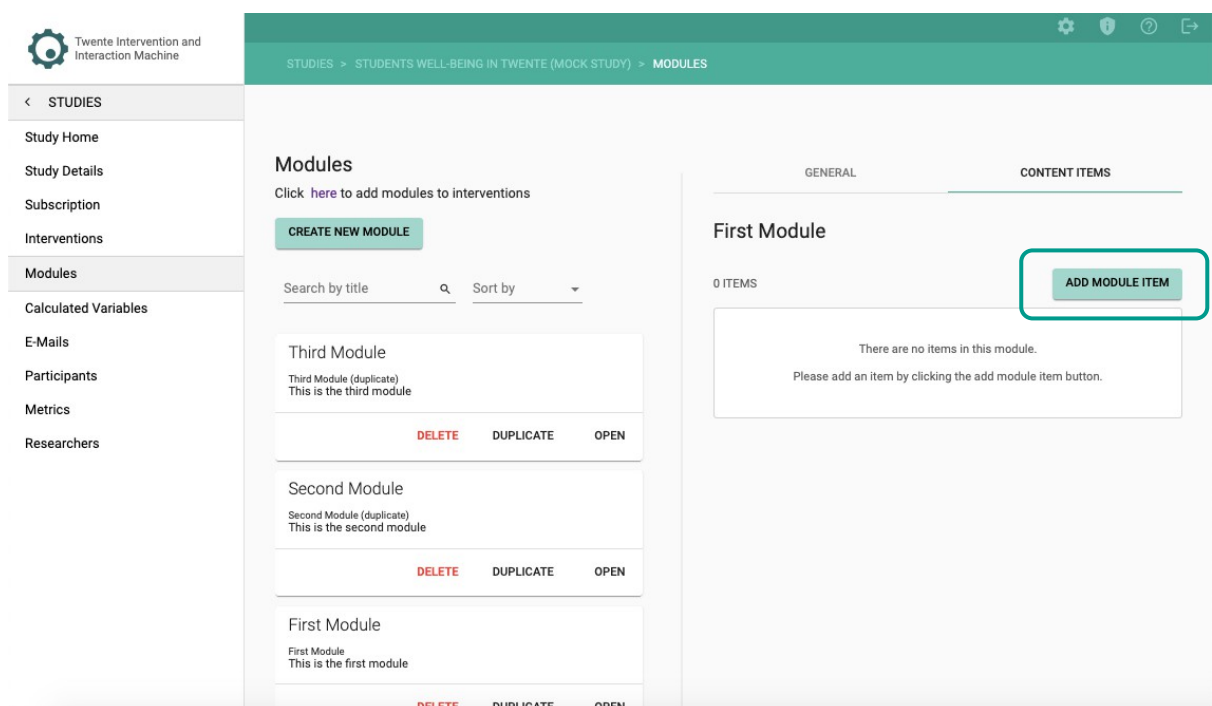 Twente Intervention and
Interaction Machine
STUDIES > STUDENTS WELL-BEING IN TWENTE (MOCK STUDY) > MODULES
< STUDIES
Study Home
Study Details
Subscription
Interventions
Modules
Calculated Variables
E-Mails
Participants
Metrics
Researchers
Modules
Click here to add modules to interventions
CREATE NEW MODULE
Search by title
Sort by
Third Module
Third Module (duplicate)
This is the third module
DELETE DUPLICATE OPEN
Second Module
Second Module (duplicate)
This is the second module
DELETE DUPLICATE OPEN
First Module
First Module
This is the first module
DELETE DUPLICATE OPEN
GENERAL CONTENT ITEMS
First Module
0 ITEMS
ADD MODULE ITEM
There are no items in this module.
Please add an item by clicking the add module item button.